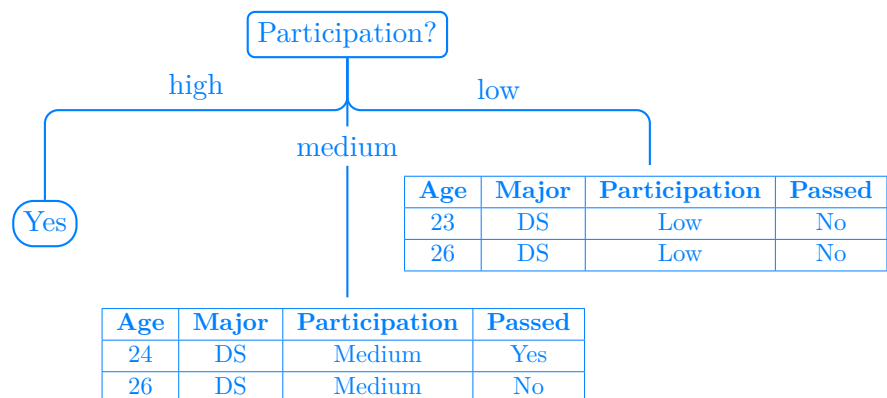 Participation?
high
low
medium
Yes
Age Major Participation Passed
23 DS Low No
26 DS Low No
Age Major Participation Passed
24 DS Medium Yes
26 DS Medium No